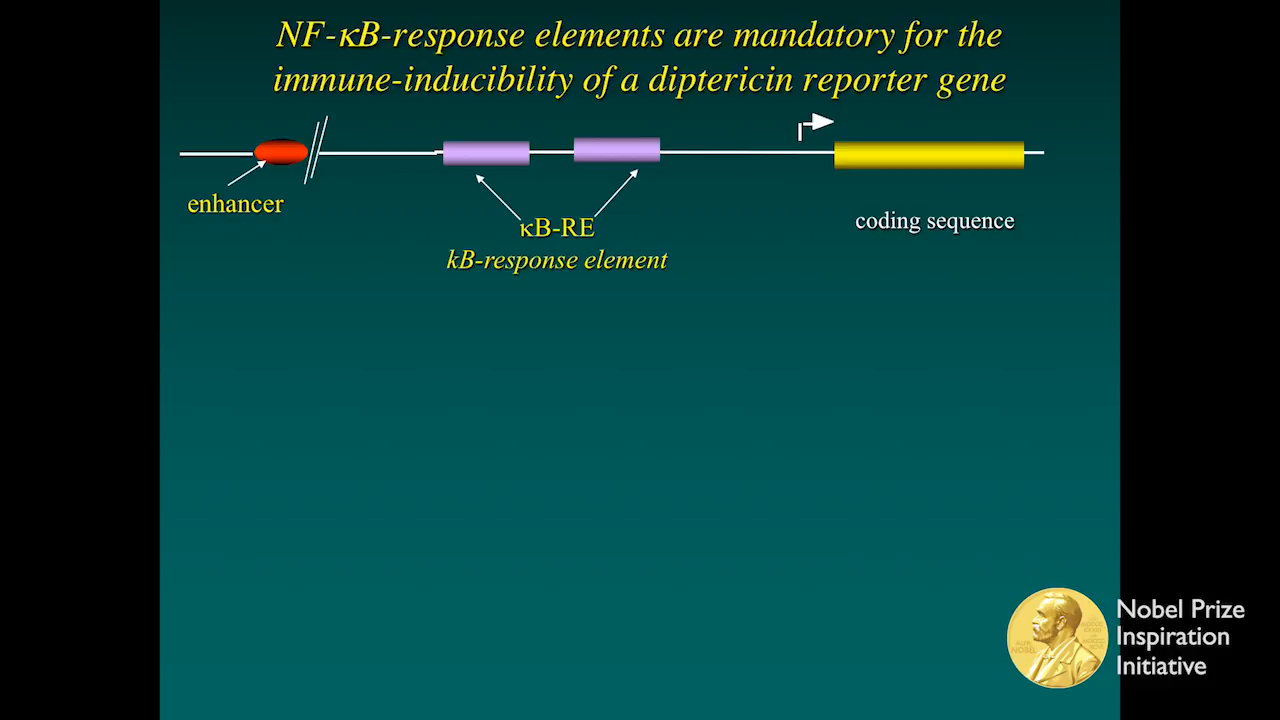 NF-κB-response elements are mandatory for the
immune-inducibility of a diptericin reporter gene
enhancer
κB-RE
kB-response element
coding sequence
Nobel Prize
Inspiration
Initiative